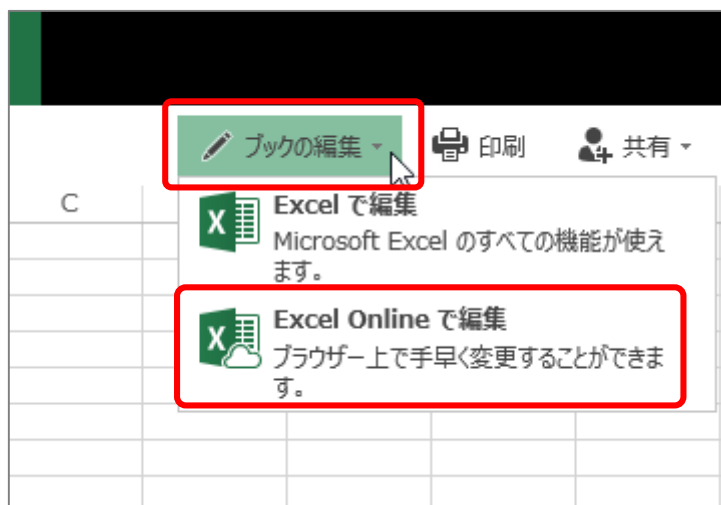 ブックの編集 印刷 共有
C
Excel で編集
Microsoft Excel のすべての機能が使え
ます。
Excel Online で編集
ブラウザー上で手早く変更することができま
す。